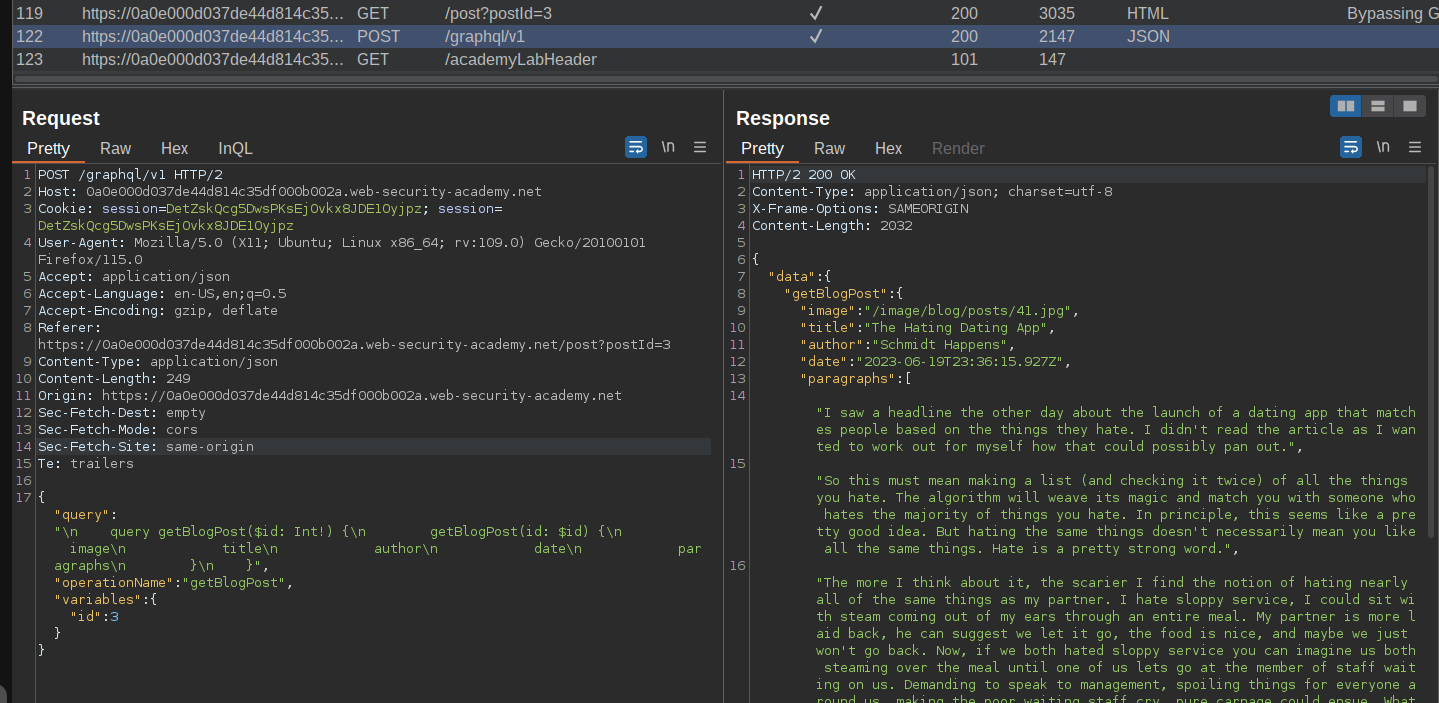 119 https://0a0e000d037de44d814c35... GET /post?postId=3 ✓ 200 3035 HTML Bypassing G
122 https://0a0e000d037de44d814c35... POST /graphql/v1 ✓ 200 2147 JSON
123 https://0a0e000d037de44d814c35... GET /academyLabHeader 101 147
Request
Pretty Raw Hex InQL \n
1 POST /graphql/v1 HTTP/2
2 Host: 0a0e000d037de44d814c35df000b002a.web-security-academy.net
3 Cookie: session=DetZskQcg5DwsPKsEjOvkx8JDElOyjpz; session=
DetZskQcg5DwsPKsEjOvkx8JDElOyjpz
4 User-Agent: Mozilla/5.0 (X11; Ubuntu; Linux x86_64; rv:109.0) Gecko/20100101
Firefox/115.0
5 Accept: application/json
6 Accept-Language: en-US,en;q=0.5
7 Accept-Encoding: gzip, deflate
8 Referer:
https://0a0e000d037de44d814c35df000b002a.web-security-academy.net/post?postId=3
9 Content-Type: application/json
10 Content-Length: 249
11 Origin: https://0a0e000d037de44d814c35df000b002a.web-security-academy.net
12 Sec-Fetch-Dest: empty
13 Sec-Fetch-Mode: cors
14 Sec-Fetch-Site: same-origin
15 Te: trailers
16
17 {
"query":
"\n    query getBlogPost($id: Int!) {\n        getBlogPost(id: $id) {\n
image\n            title\n            author\n            date\n            par
agraphs\n        }\n    }",
"operationName":"getBlogPost",
"variables":{
"id":3
}
}
Response
Pretty Raw Hex Render \n
1 HTTP/2 200 OK
2 Content-Type: application/json; charset=utf-8
3 X-Frame-Options: SAMEORIGIN
4 Content-Length: 2032
5
6 {
7 "data":{
8 "getBlogPost":{
9 "image":"/image/blog/posts/41.jpg",
10 "title":"The Hating Dating App",
11 "author":"Schmidt Happens",
12 "date":"2023-06-19T23:36:15.927Z",
13 "paragraphs":[
14
"I saw a headline the other day about the launch of a dating app that match
es people based on the things they hate. I didn't read the article as I wan
ted to work out for myself how that could possibly pan out.",
15
"So this must mean making a list (and checking it twice) of all the things
you hate. The algorithm will weave its magic and match you with someone who
hates the majority of things you hate. In principle, this seems like a pre
tty good idea. But hating the same things doesn't necessarily mean you like
all the same things. Hate is a pretty strong word.",
16
"The more I think about it, the scarier I find the notion of hating nearly
all of the same things as my partner. I hate sloppy service, I could sit wi
th steam coming out of my ears through an entire meal. My partner is more l
aid back, he can suggest we let it go, the food is nice, and maybe we just
won't go back. Now, if we both hated sloppy service you can imagine us both
steaming over the meal until one of us lets go at the member of staff wait
ing on us. Demanding to speak to management, spoiling things for everyone a
round us, making the poor waiting staff cry, pure carnage could ensue. What